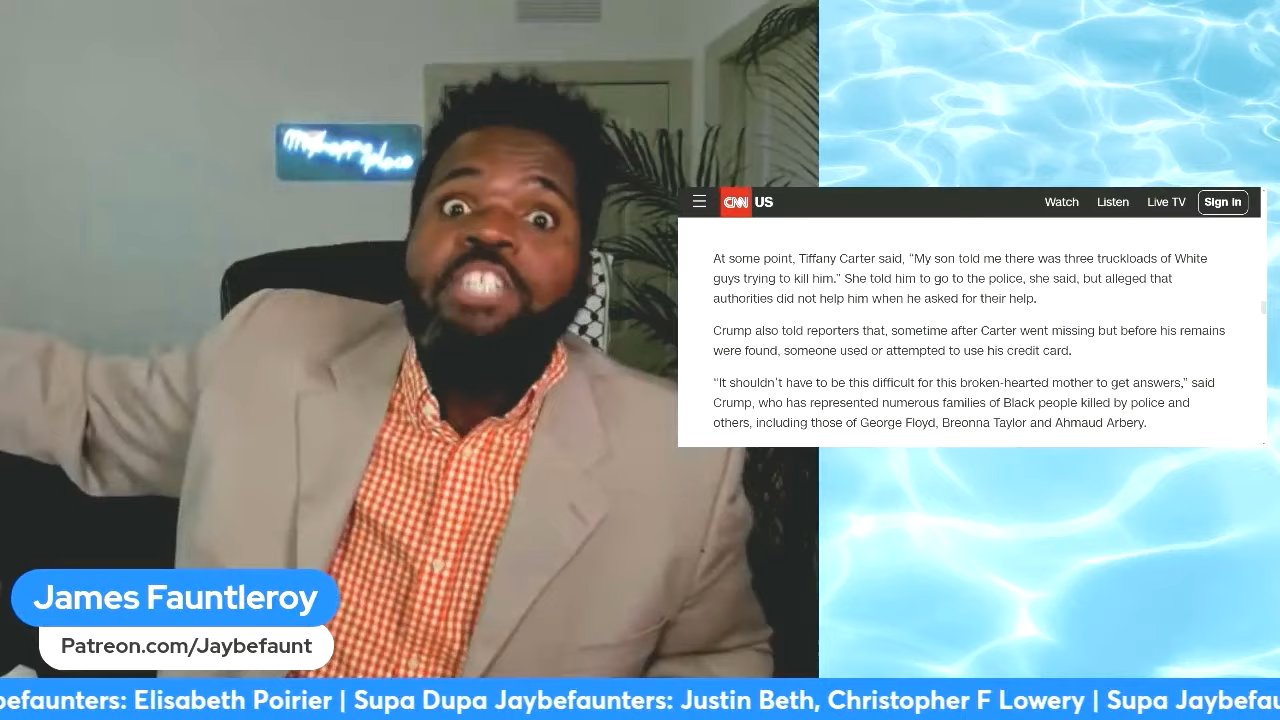 My happy place
CNN US
Watch
Listen
Live TV
Sign in
At some point, Tiffany Carter said, “My son told me there was three truckloads of White
guys trying to kill him.” She told him to go to the police, she said, but alleged that
authorities did not help him when he asked for their help.
Crump also told reporters that, sometime after Carter went missing but before his remains
were found, someone used or attempted to use his credit card.
“It shouldn’t have to be this difficult for this broken-hearted mother to get answers,” said
Crump, who has represented numerous families of Black people killed by police and
others, including those of George Floyd, Breonna Taylor and Ahmaud Arbery.
James Fauntleroy
Patreon.com/Jaybefaunt
befaunters: Elisabeth Poirier | Supa Dupa Jaybefaunters: Justin Beth, Christopher F Lowery | Supa Jaybefau